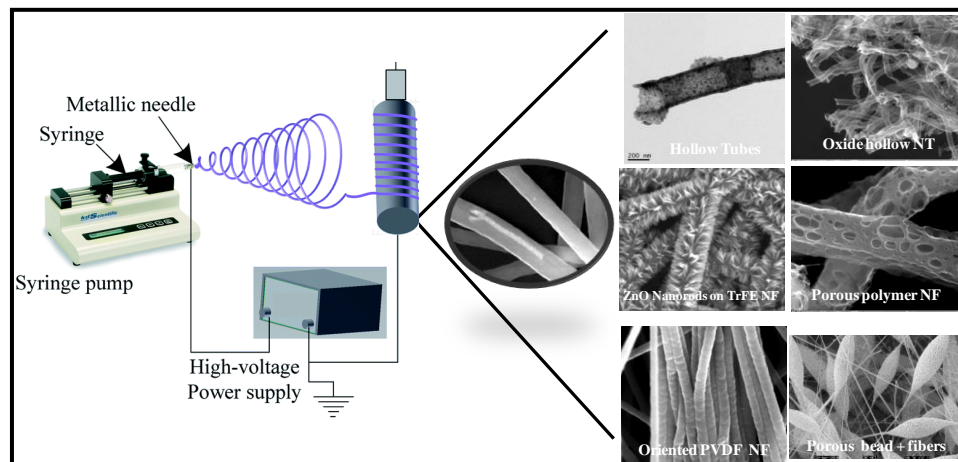 Metallic needle
Syringe
Syringe pump
High-voltage
Power supply
200 nm
Hollow Tubes
Oxide hollow NT
ZnO Nanorods on TrFE NF
Porous polymer NF
Oriented PVDF NF
Porous bead + fibers